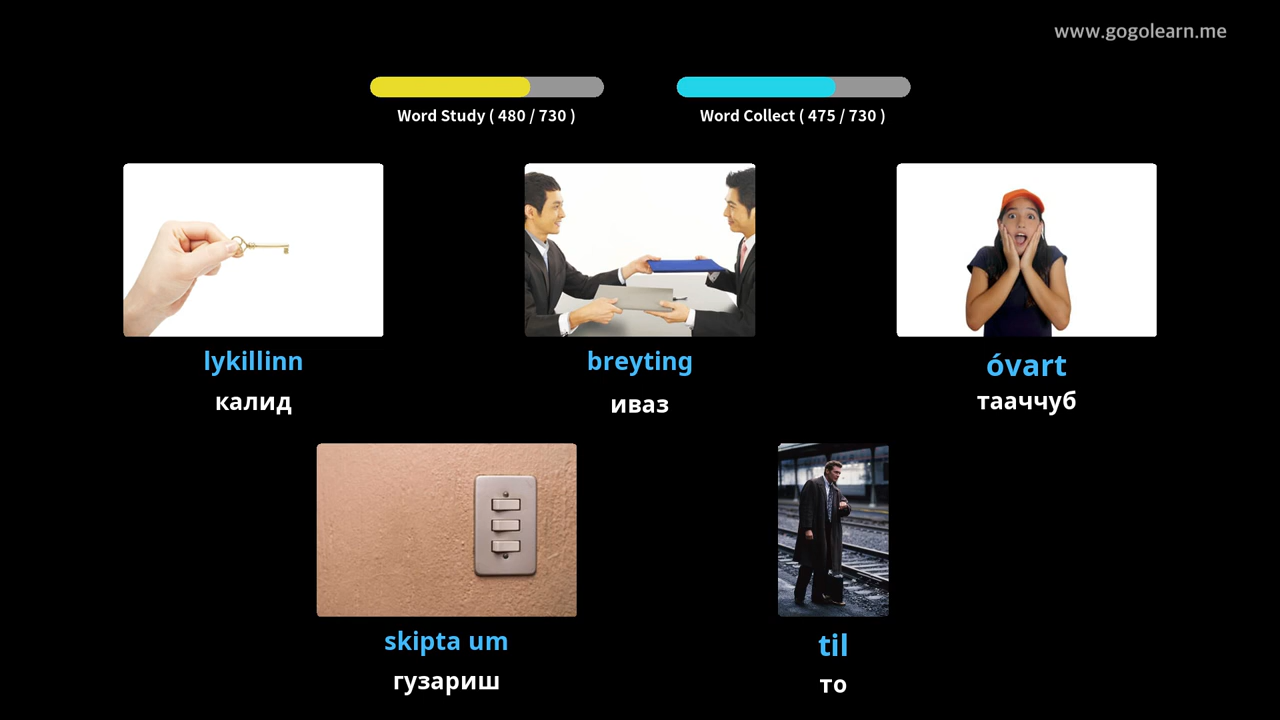 www.gogolearn.me
Word Study ( 480 / 730 )
Word Collect ( 475 / 730 )
lykillinn
breyting
óvart
калид
иваз
тааччуб
skipta um
til
гузариш
то